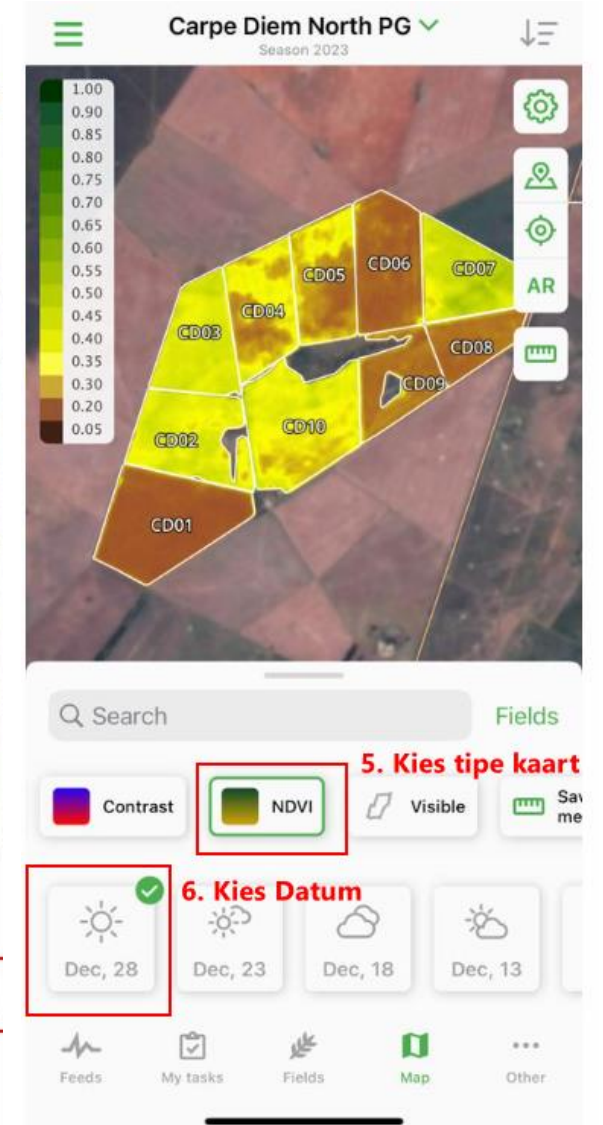 Carpe Diem North PG
Season 2023
1.00
0.90
0.85
0.80
0.75
0.70
0.65
0.60
0.55
0.50
0.45
0.40
0.35
0.30
0.20
0.05
AR
CD05
CD06
CD07
CD04
CD03
CD08
CD09
CD10
CD02
CD01
Search
Fields
5. Kies tipe kaart
Contrast
NDVI
Visible
Sav
me
6. Kies Datum
Dec, 28
Dec, 23
Dec, 18
Dec, 13
Feeds
My tasks
Fields
Map
Other